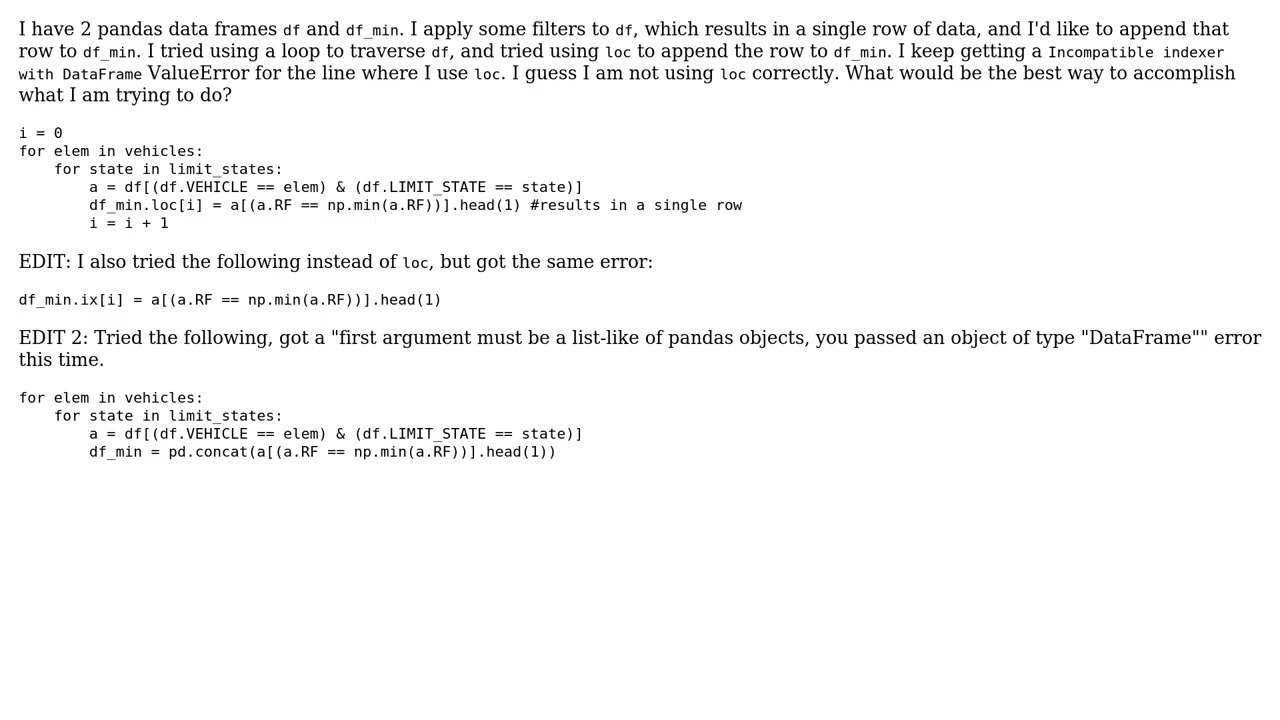 I have 2 pandas data frames df and df_min. I apply some filters to df, which results in a single row of data, and I'd like to append that
row to df_min. I tried using a loop to traverse df, and tried using loc to append the row to df_min. I keep getting a Incompatible indexer
with DataFrame ValueError for the line where I use loc. I guess I am not using loc correctly. What would be the best way to accomplish
what I am trying to do?
i = 0
for elem in vehicles:
    for state in limit_states:
        a = df[(df.VEHICLE == elem) & (df.LIMIT_STATE == state)]
        df_min.loc[i] = a[(a.RF == np.min(a.RF))].head(1) #results in a single row
        i = i + 1
EDIT: I also tried the following instead of loc, but got the same error:
df_min.ix[i] = a[(a.RF == np.min(a.RF))].head(1)
EDIT 2: Tried the following, got a "first argument must be a list-like of pandas objects, you passed an object of type "DataFrame"" error
this time.
for elem in vehicles:
    for state in limit_states:
        a = df[(df.VEHICLE == elem) & (df.LIMIT_STATE == state)]
        df_min = pd.concat(a[(a.RF == np.min(a.RF))].head(1))